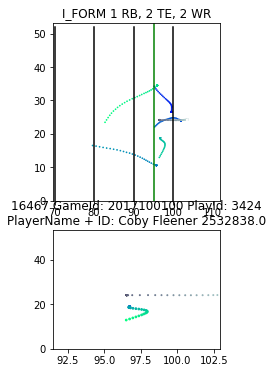 I_FORM 1 RB, 2 TE, 2 WR
50
40
30
20
10
0
70 80 90 100 110
16467 GameId: PlayId: 3424
PlayerName + ID: Coby Fleener 2532838.0
40
20
0
92.5 95.0 97.5 100.0 102.5